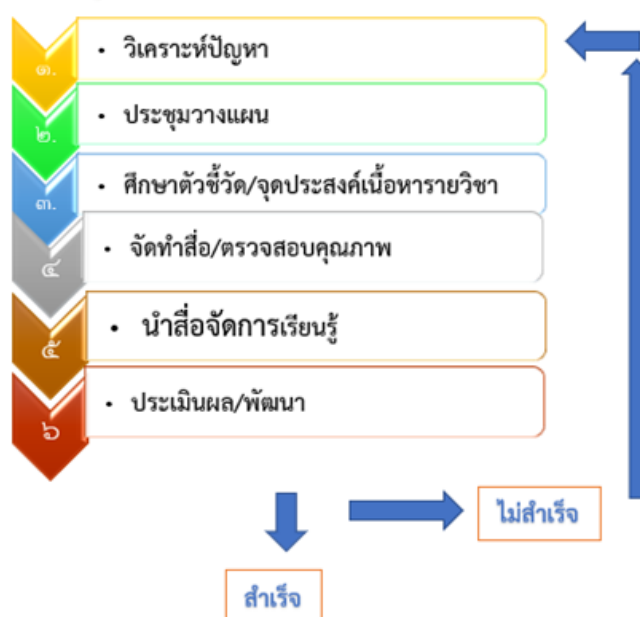 ๑.
• วิเคราะห์ปัญหา
๒.
• ประชุมวางแผน
๓.
• ศึกษาตัวชี้วัด/จุดประสงค์เนื้อหารายวิชา
๔
• จัดทำสื่อ/ตรวจสอบคุณภาพ
๕
• นำสื่อจัดการเรียนรู้
๖
• ประเมินผล/พัฒนา
ไม่สำเร็จ
สำเร็จ